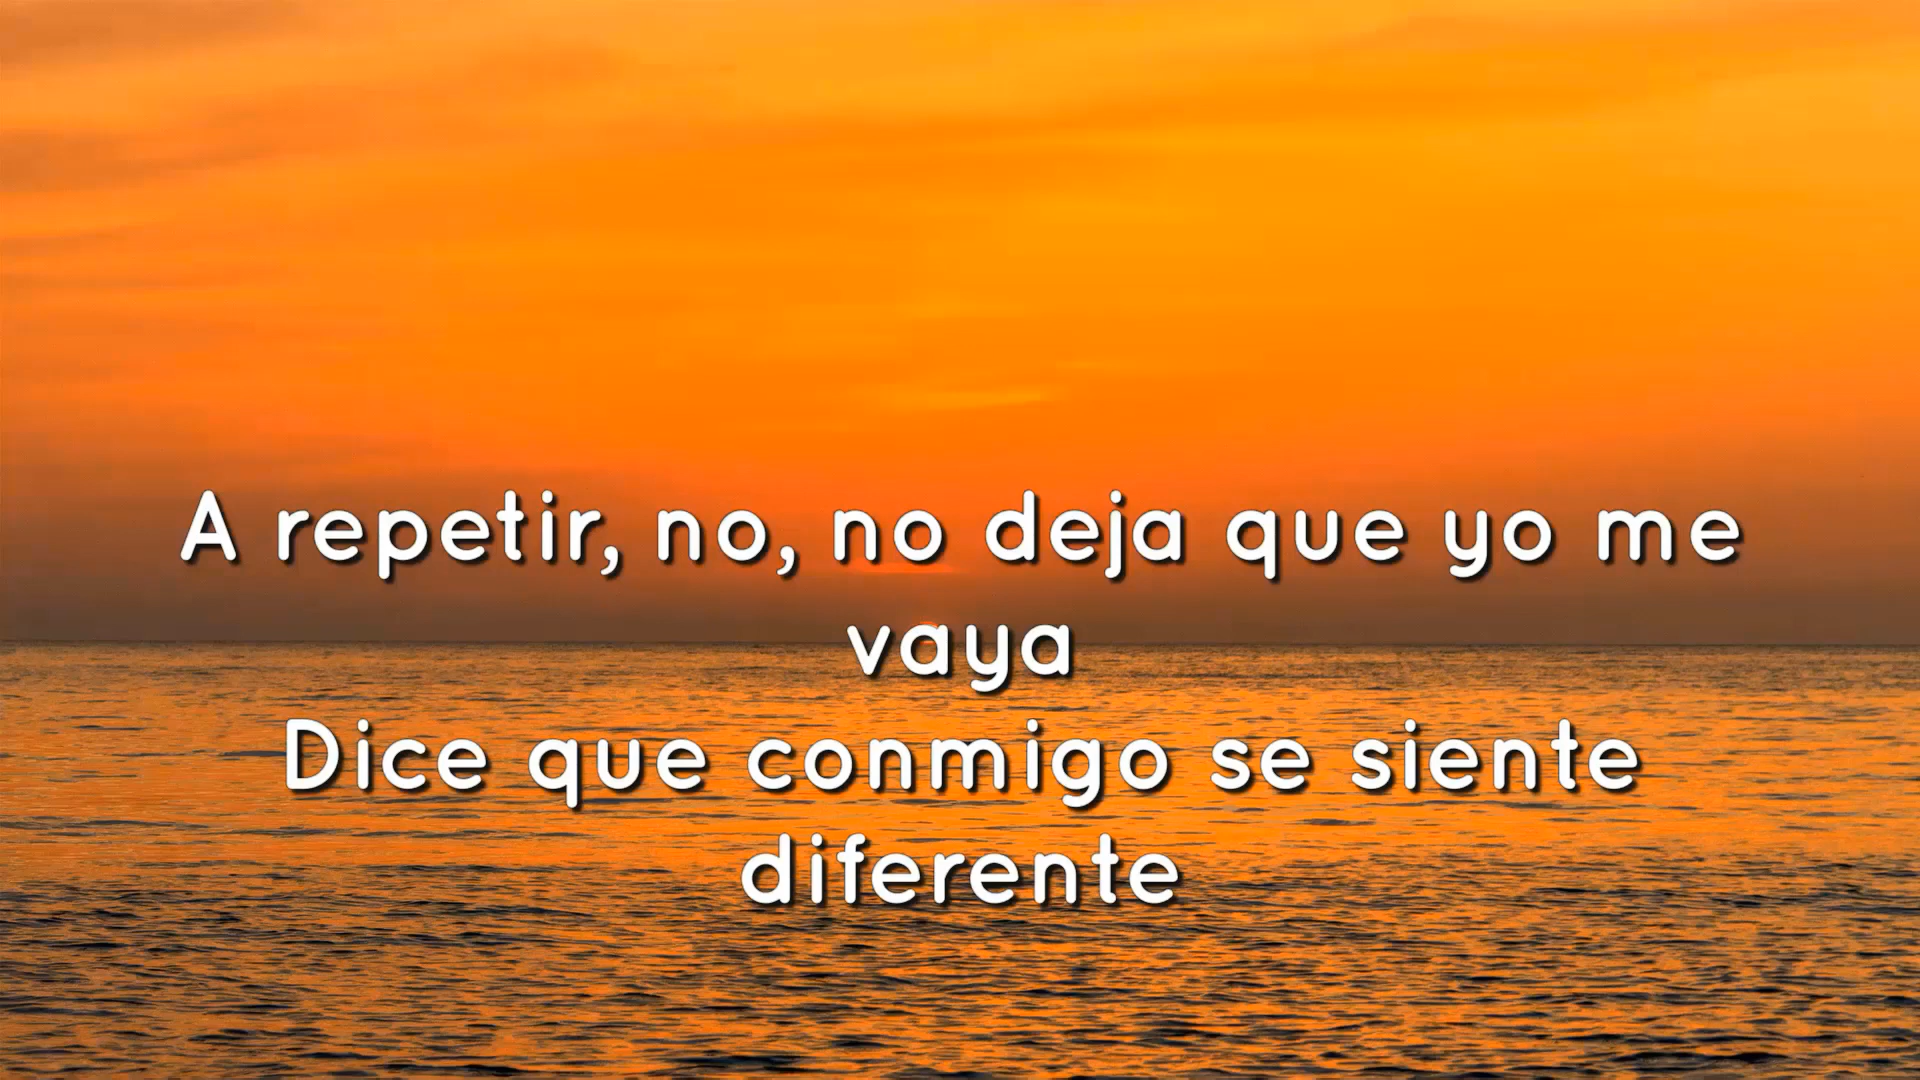 A repetir, no, no deja que yo me
vaya
Dice que conmigo se siente
diferente